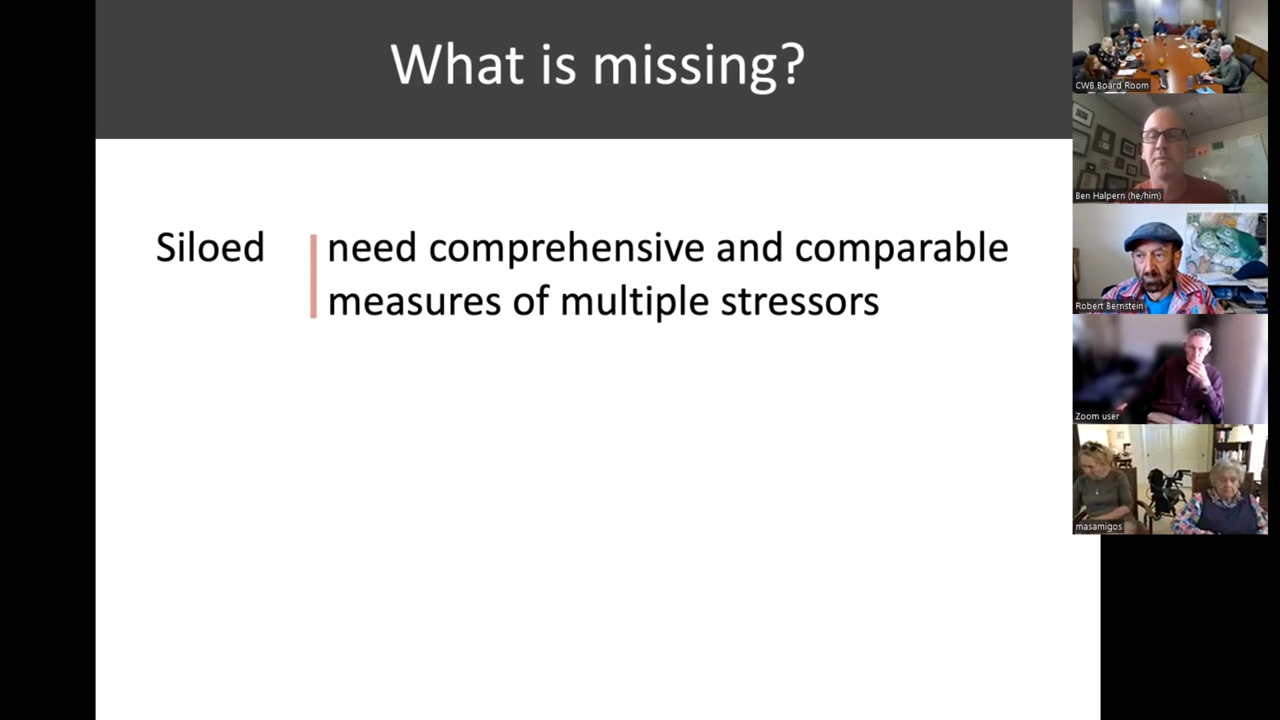 What is missing?
Siloed
need comprehensive and comparable
measures of multiple stressors
CWB Board Room
Ben Halpern (he/him)
Robert Bernstein
Zoom user
masamigos